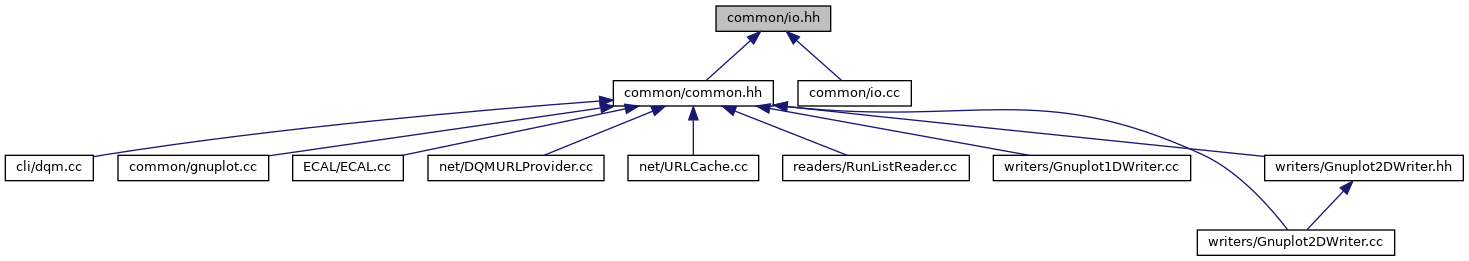 common/io.hh
common/common.hh
common/io.cc
cli/dqm.cc
common/gnuplot.cc
ECAL/ECAL.cc
net/DQMURLProvider.cc
net/URLCache.cc
readers/RunListReader.cc
writers/Gnuplot1DWriter.cc
writers/Gnuplot2DWriter.hh
writers/Gnuplot2DWriter.cc